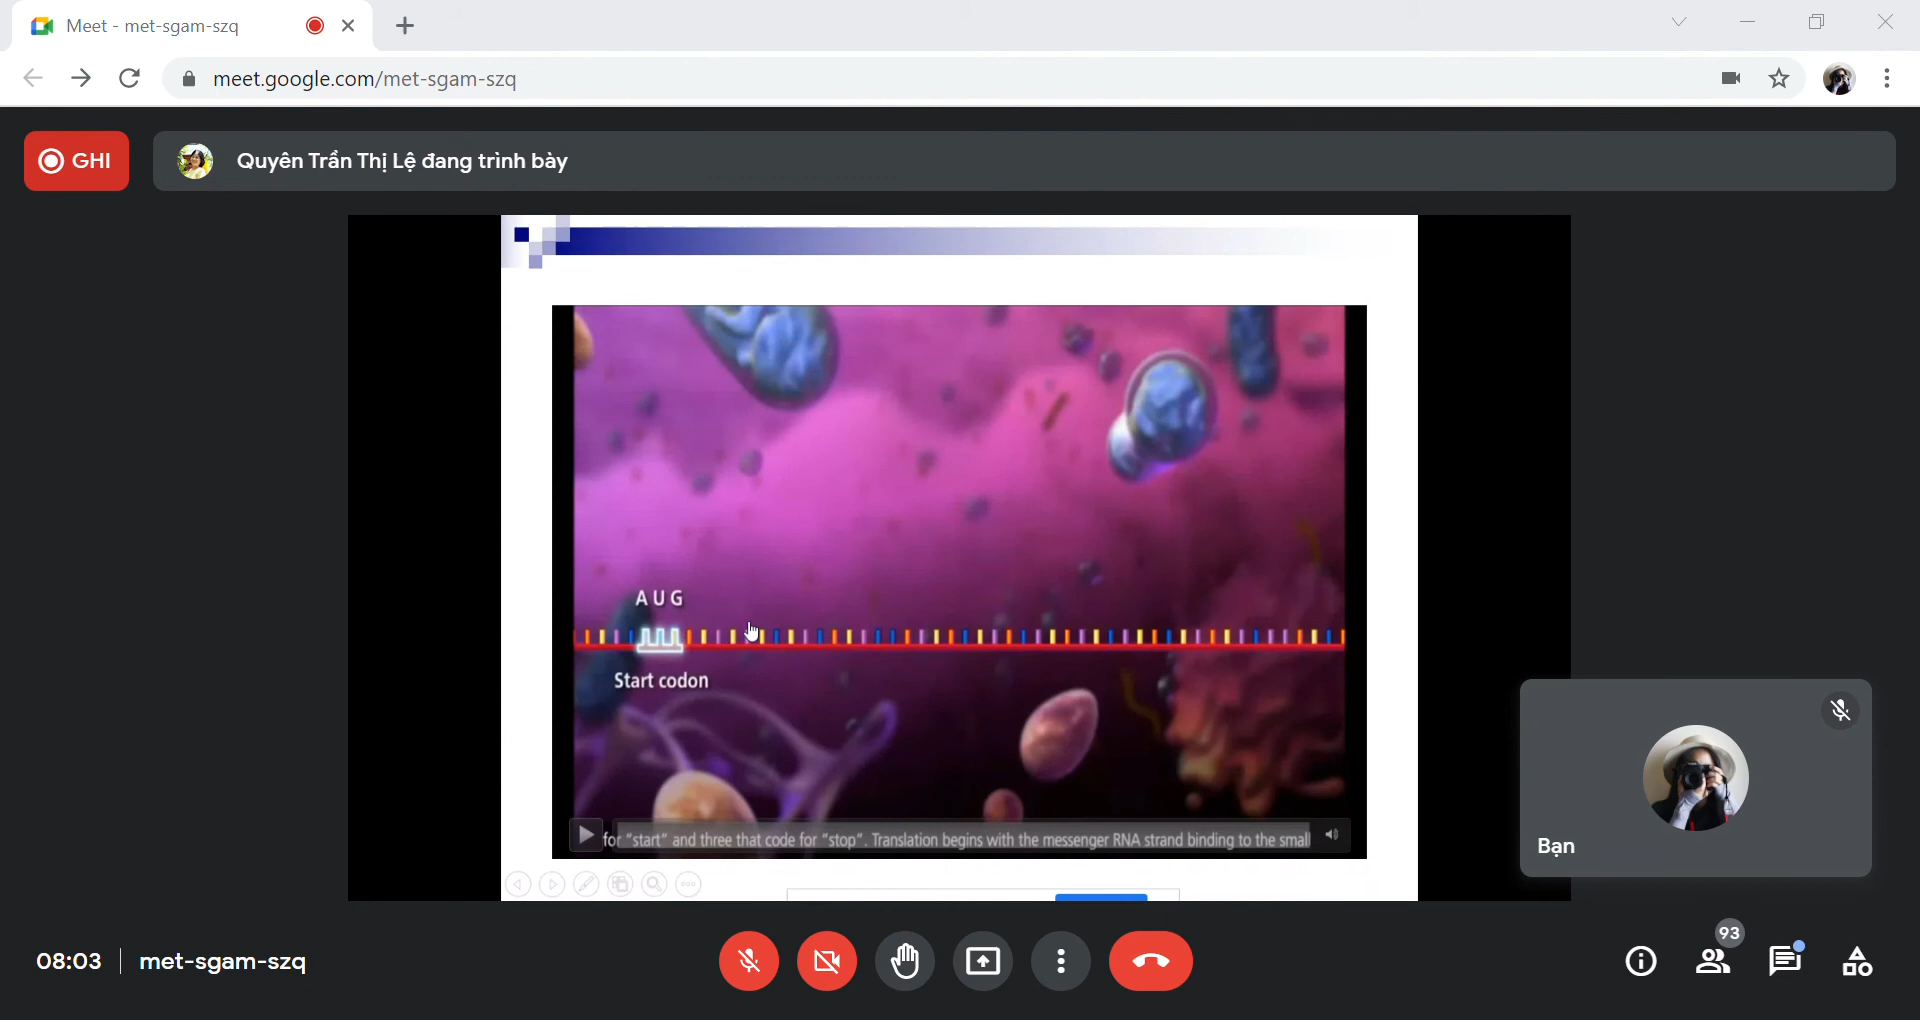 Meet - met-sgam-szq
meet.google.com/met-sgam-szq
GHI
Quyên Trần Thị Lệ đang trình bày
A U G
Start codon
for "start" and three that code for "stop". Translation begins with the messenger RNA strand binding to the small
Bạn
08:03
met-sgam-szq
93